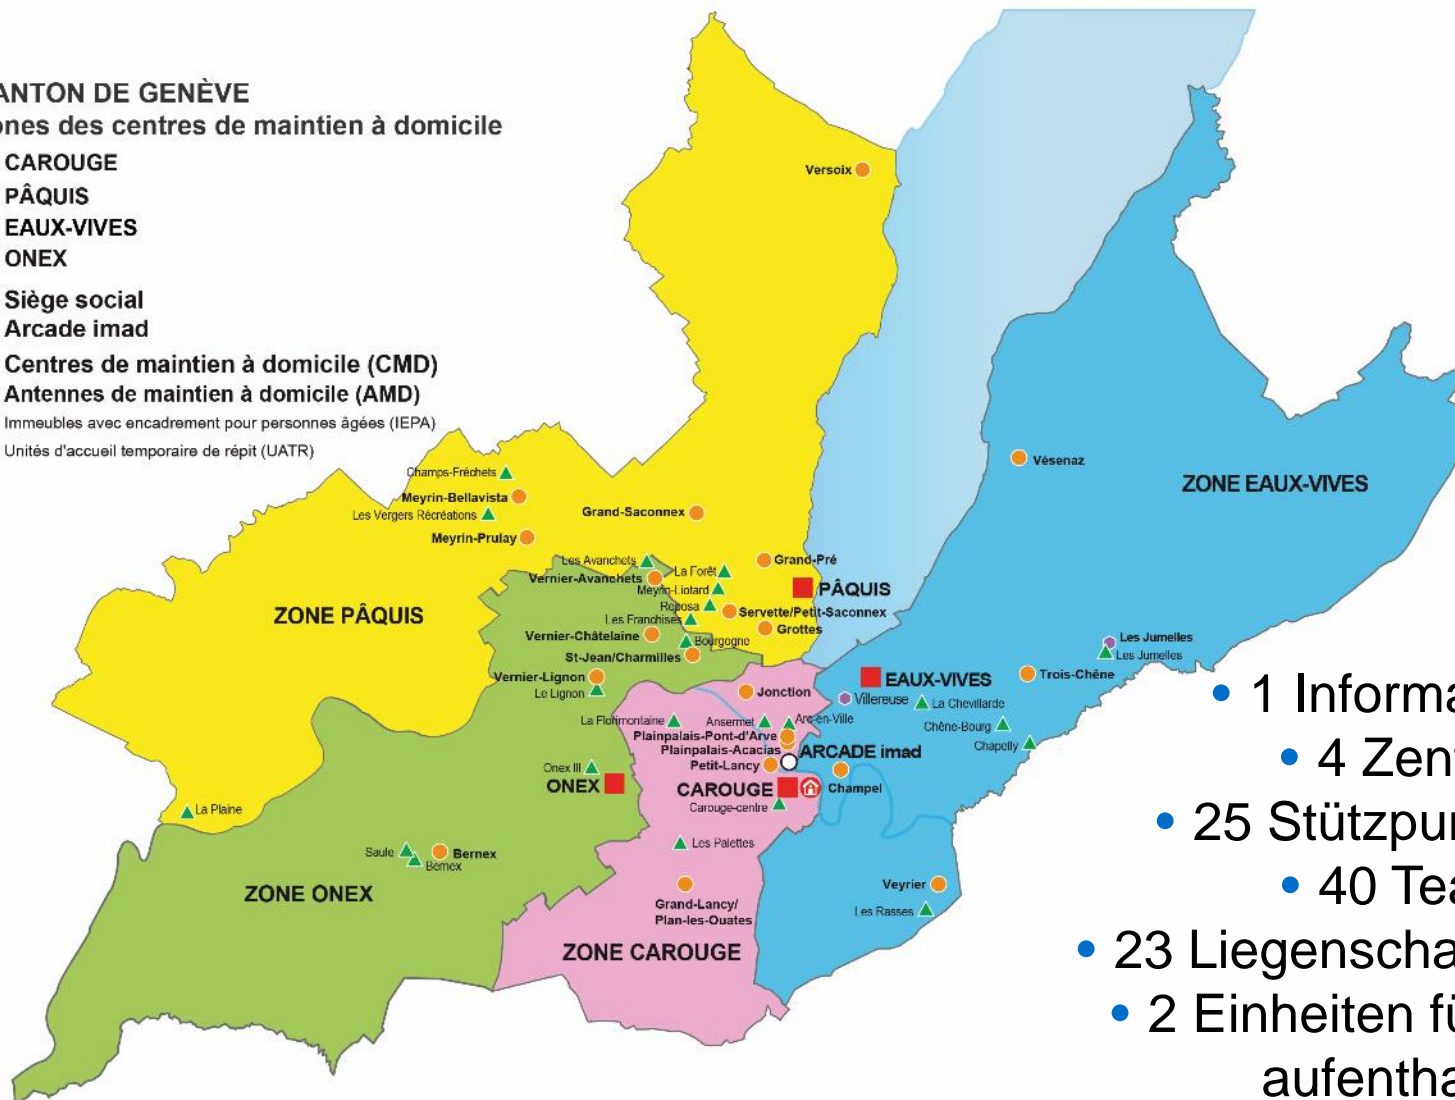 ANTON DE GENÈVE
ones des centres de maintien à domicile
CAROUGE
PÂQUIS
EAUX-VIVES
ONEX
Siège social
Arcade imad
Centres de maintien à domicile (CMD)
Antennes de maintien à domicile (AMD)
Immeubles avec encadrement pour personnes âgées (IEPA)
Unités d'accueil temporaire de répit (UATR)
Versoix
Champs-Fréchets
Meyrin-Bellavista
Les Vergers Récréations
Meyrin-Prulay
Grand-Saconnex
Vésenaz
ZONE EAUX-VIVES
Les Avanchets
La Forêt
Grand-Pré
Vernier-Avanchets
Meyrin-Liotard
PÂQUIS
Reposa
Servette/Petit-Saconnex
ZONE PÂQUIS
Les Franchises
Grottes
Vernier-Châtelaine
Bourgogne
Les Jumelles
Les Jumelles
St-Jean/Charmilles
Vernier-Lignon
Le Lignon
Jonction
EAUX-VIVES
Trois-Chêne
Villereuse
La Chevillarde
La Florimontaine
Ansermet
Arc-en-Ville
Chêne-Bourg
Plainpalais-Pont-d'Arve
Chapelly
Plainpalais-Acacias
ARCADE imad
Petit-Lancy
Onex III
ONEX
CAROUGE
Champel
Carouge-centre
La Plaine
Les Palettes
Saule
Bernex
Bernex
ZONE ONEX
Grand-Lancy/
Plan-les-Ouates
Veyrier
Les Rasses
ZONE CAROUGE
• 1 Informa
• 4 Zen
• 25 Stützpu
• 40 Tea
• 23 Liegenscha
• 2 Einheiten fü
aufentha